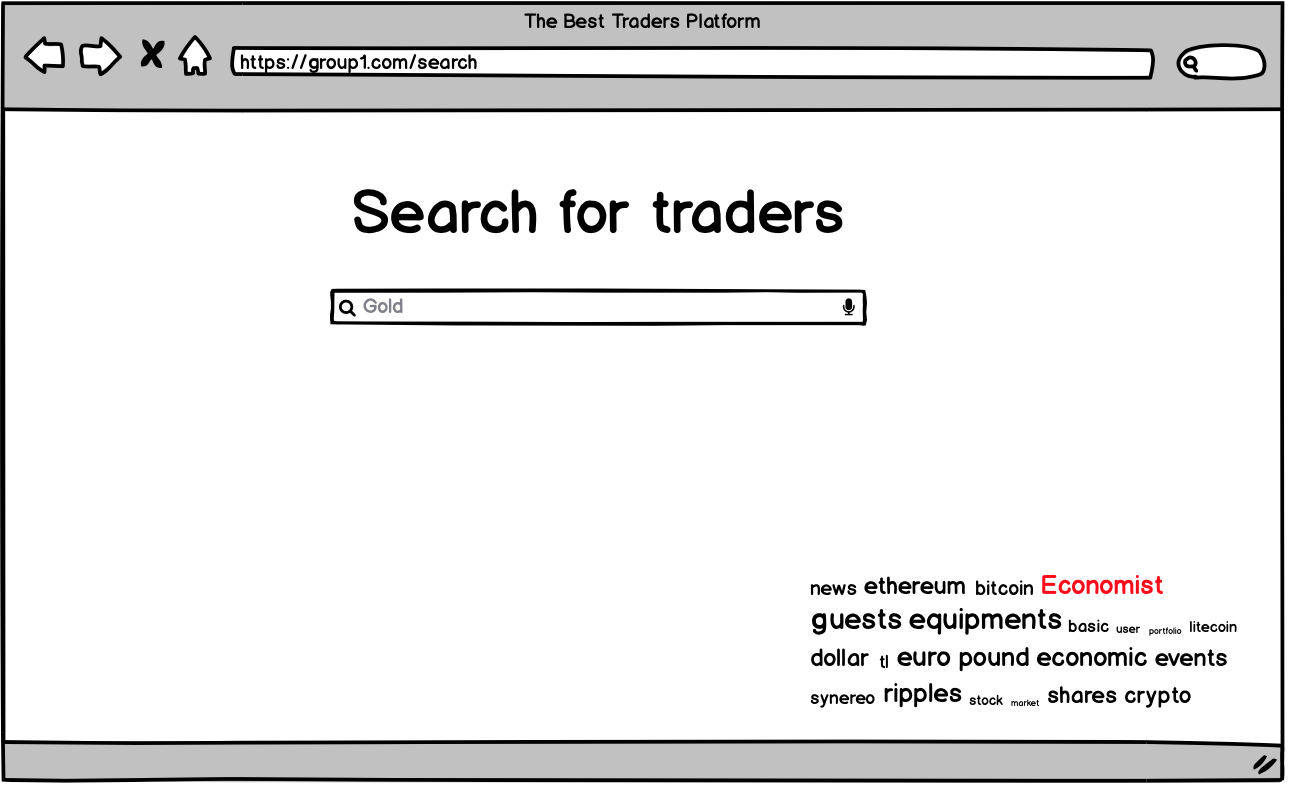 The Best Traders Platform
https://group1.com/search
Search for traders
Gold
news ethereum bitcoin Economist
guests equipments basic user portfolio litecoin
dollar tl euro pound economic events
synereo ripples stock market shares crypto